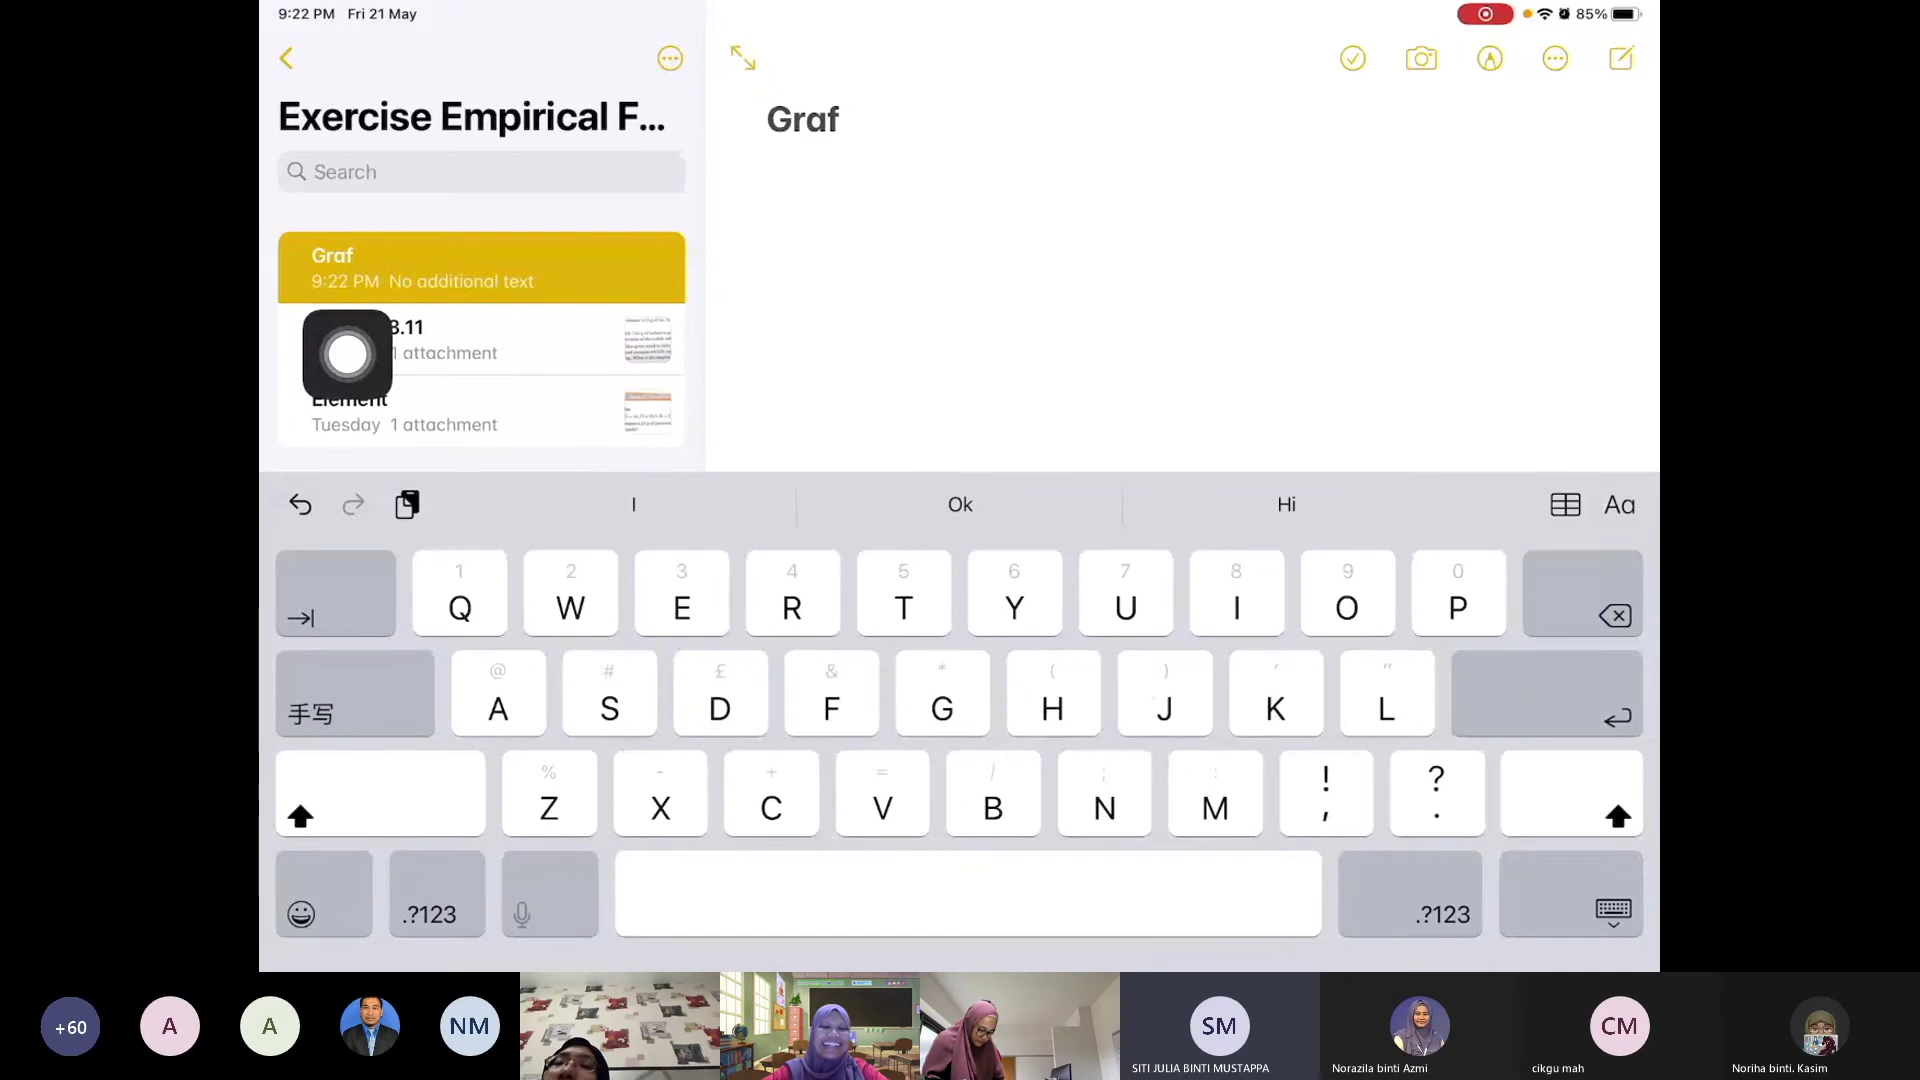 9:22 PM Fri 21 May
85%
Exercise Empirical F...
Search
Graf
9:22 PM No additional text
3.11
1 attachment
Element
Tuesday 1 attachment
Graf
I
Ok
Hi
Aa
1 2 3 4 5 6 7 8 9 0
Q W E R T Y U I O P
@ # £ & * ( ) ' "
手写 A S D F G H J K L
% - + = / ; : ! ?
Z X C V B N M , .
.?123 .?123
+60
A
A
NM
SM
CM
SITI JULIA BINTI MUSTAPPA
Norazila binti Azmi
cikgu mah
Noriha binti. Kasim